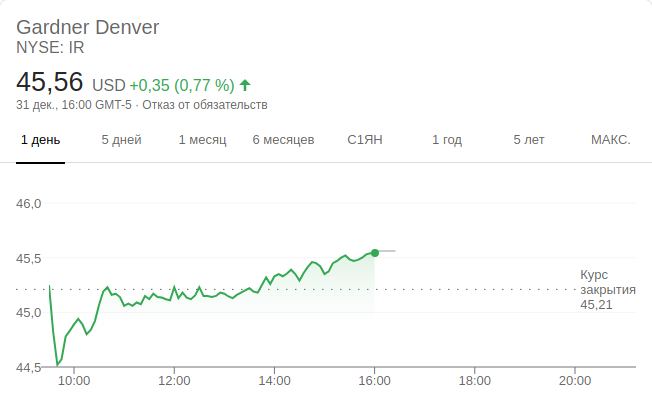 Gardner Denver
NYSE: IR
45,56 USD +0,35 (0,77 %)
31 дек., 16:00 GMT-5 · Отказ от обязательств
1 день 5 дней 1 месяц 6 месяцев С1ЯН 1 год 5 лет МАКС.
46,0
45,5
Курс
закрытия
45,21
45,0
44,5
10:00 12:00 14:00 16:00 18:00 20:00